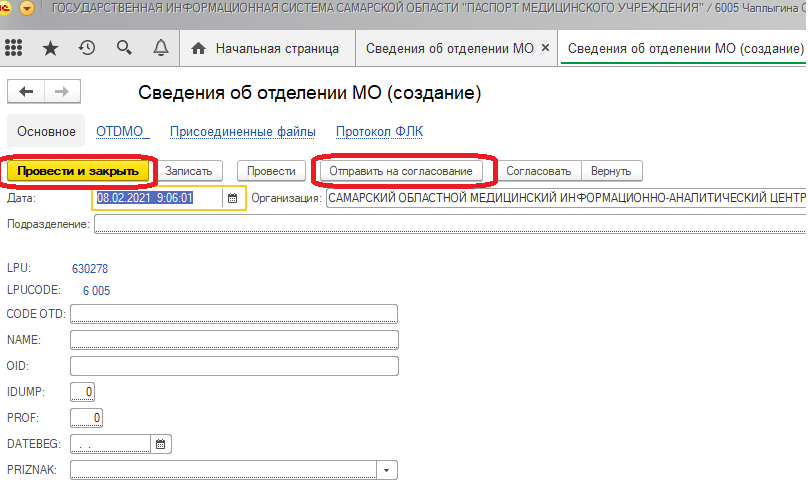 ГОСУДАРСТВЕННАЯ ИНФОРМАЦИОННАЯ СИСТЕМА САМАРСКОЙ ОБЛАСТИ "ПАСПОРТ МЕДИЦИНСКОГО УЧРЕЖДЕНИЯ" / 6005 Чаплыгина О
Начальная страница Сведения об отделении МО × Сведения об отделении МО (создание)
Сведения об отделении МО (создание)
Основное OTDMO_ Присоединенные файлы Протокол ФЛК
Провести и закрыть Записать Провести Отправить на согласование Согласовать Вернуть
Дата: 08.02.2021 9:06:01 Организация: САМАРСКИЙ ОБЛАСТНОЙ МЕДИЦИНСКИЙ ИНФОРМАЦИОННО-АНАЛИТИЧЕСКИЙ ЦЕНТР
Подразделение:
LPU: 630278
LPUCODE: 6 005
CODE OTD:
NAME:
OID:
IDUMP: 0
PROF: 0
DATEBEG: . .
PRIZNAK: